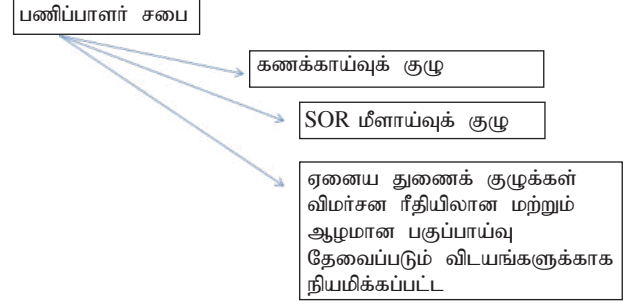 பணிப்பாளர் சபை
கணக்காய்வுக் குழு
SOR மீளாய்வுக் குழு
ஏனைய துணைக் குழுக்கள்
விமர்சன ரீதியிலான மற்றும்
ஆழமான பகுப்பாய்வு
தேவைப்படும் விடயங்களுக்காக
நியமிக்கப்பட்ட